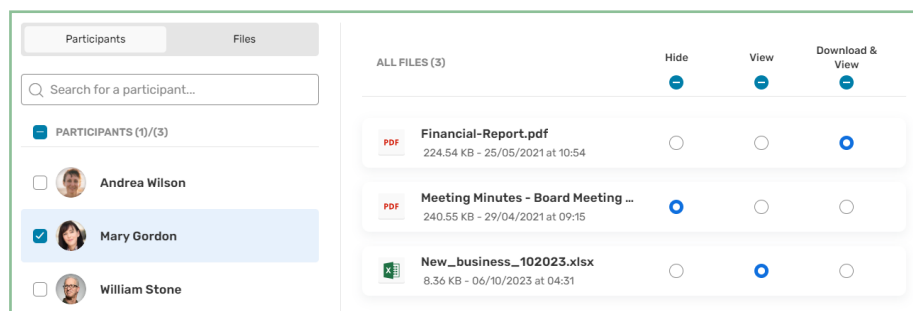 Participants
Files
Search for a participant...
PARTICIPANTS (1)/(3)
Andrea Wilson
Mary Gordon
William Stone
ALL FILES (3)
Hide
View
Download &
View
PDF
Financial-Report.pdf
224.54 KB - 25/05/2021 at 10:54
PDF
Meeting Minutes - Board Meeting ...
240.55 KB - 29/04/2021 at 09:15
X
New_business_102023.xlsx
8.36 KB - 06/10/2023 at 04:31